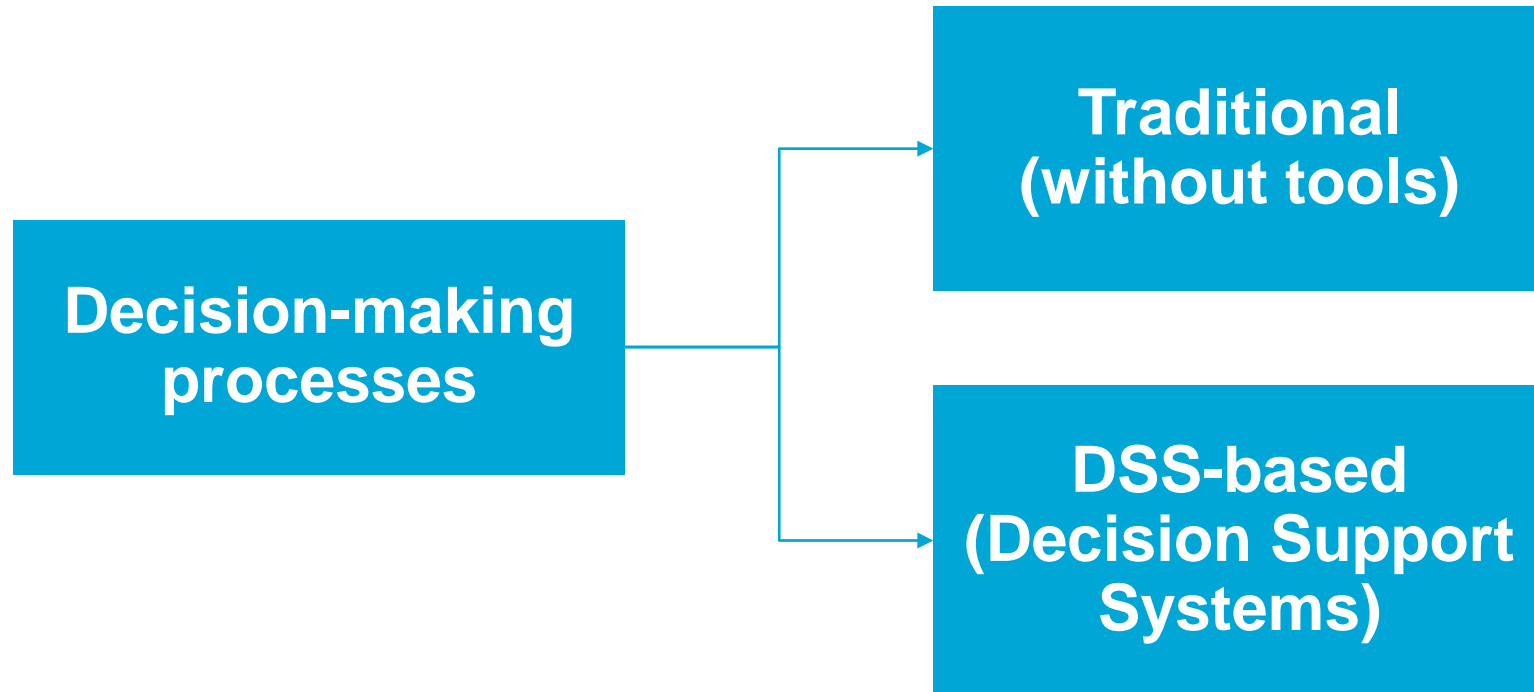 Traditional
(without tools)
Decision-making
processes
DSS-based
(Decision Support
Systems)